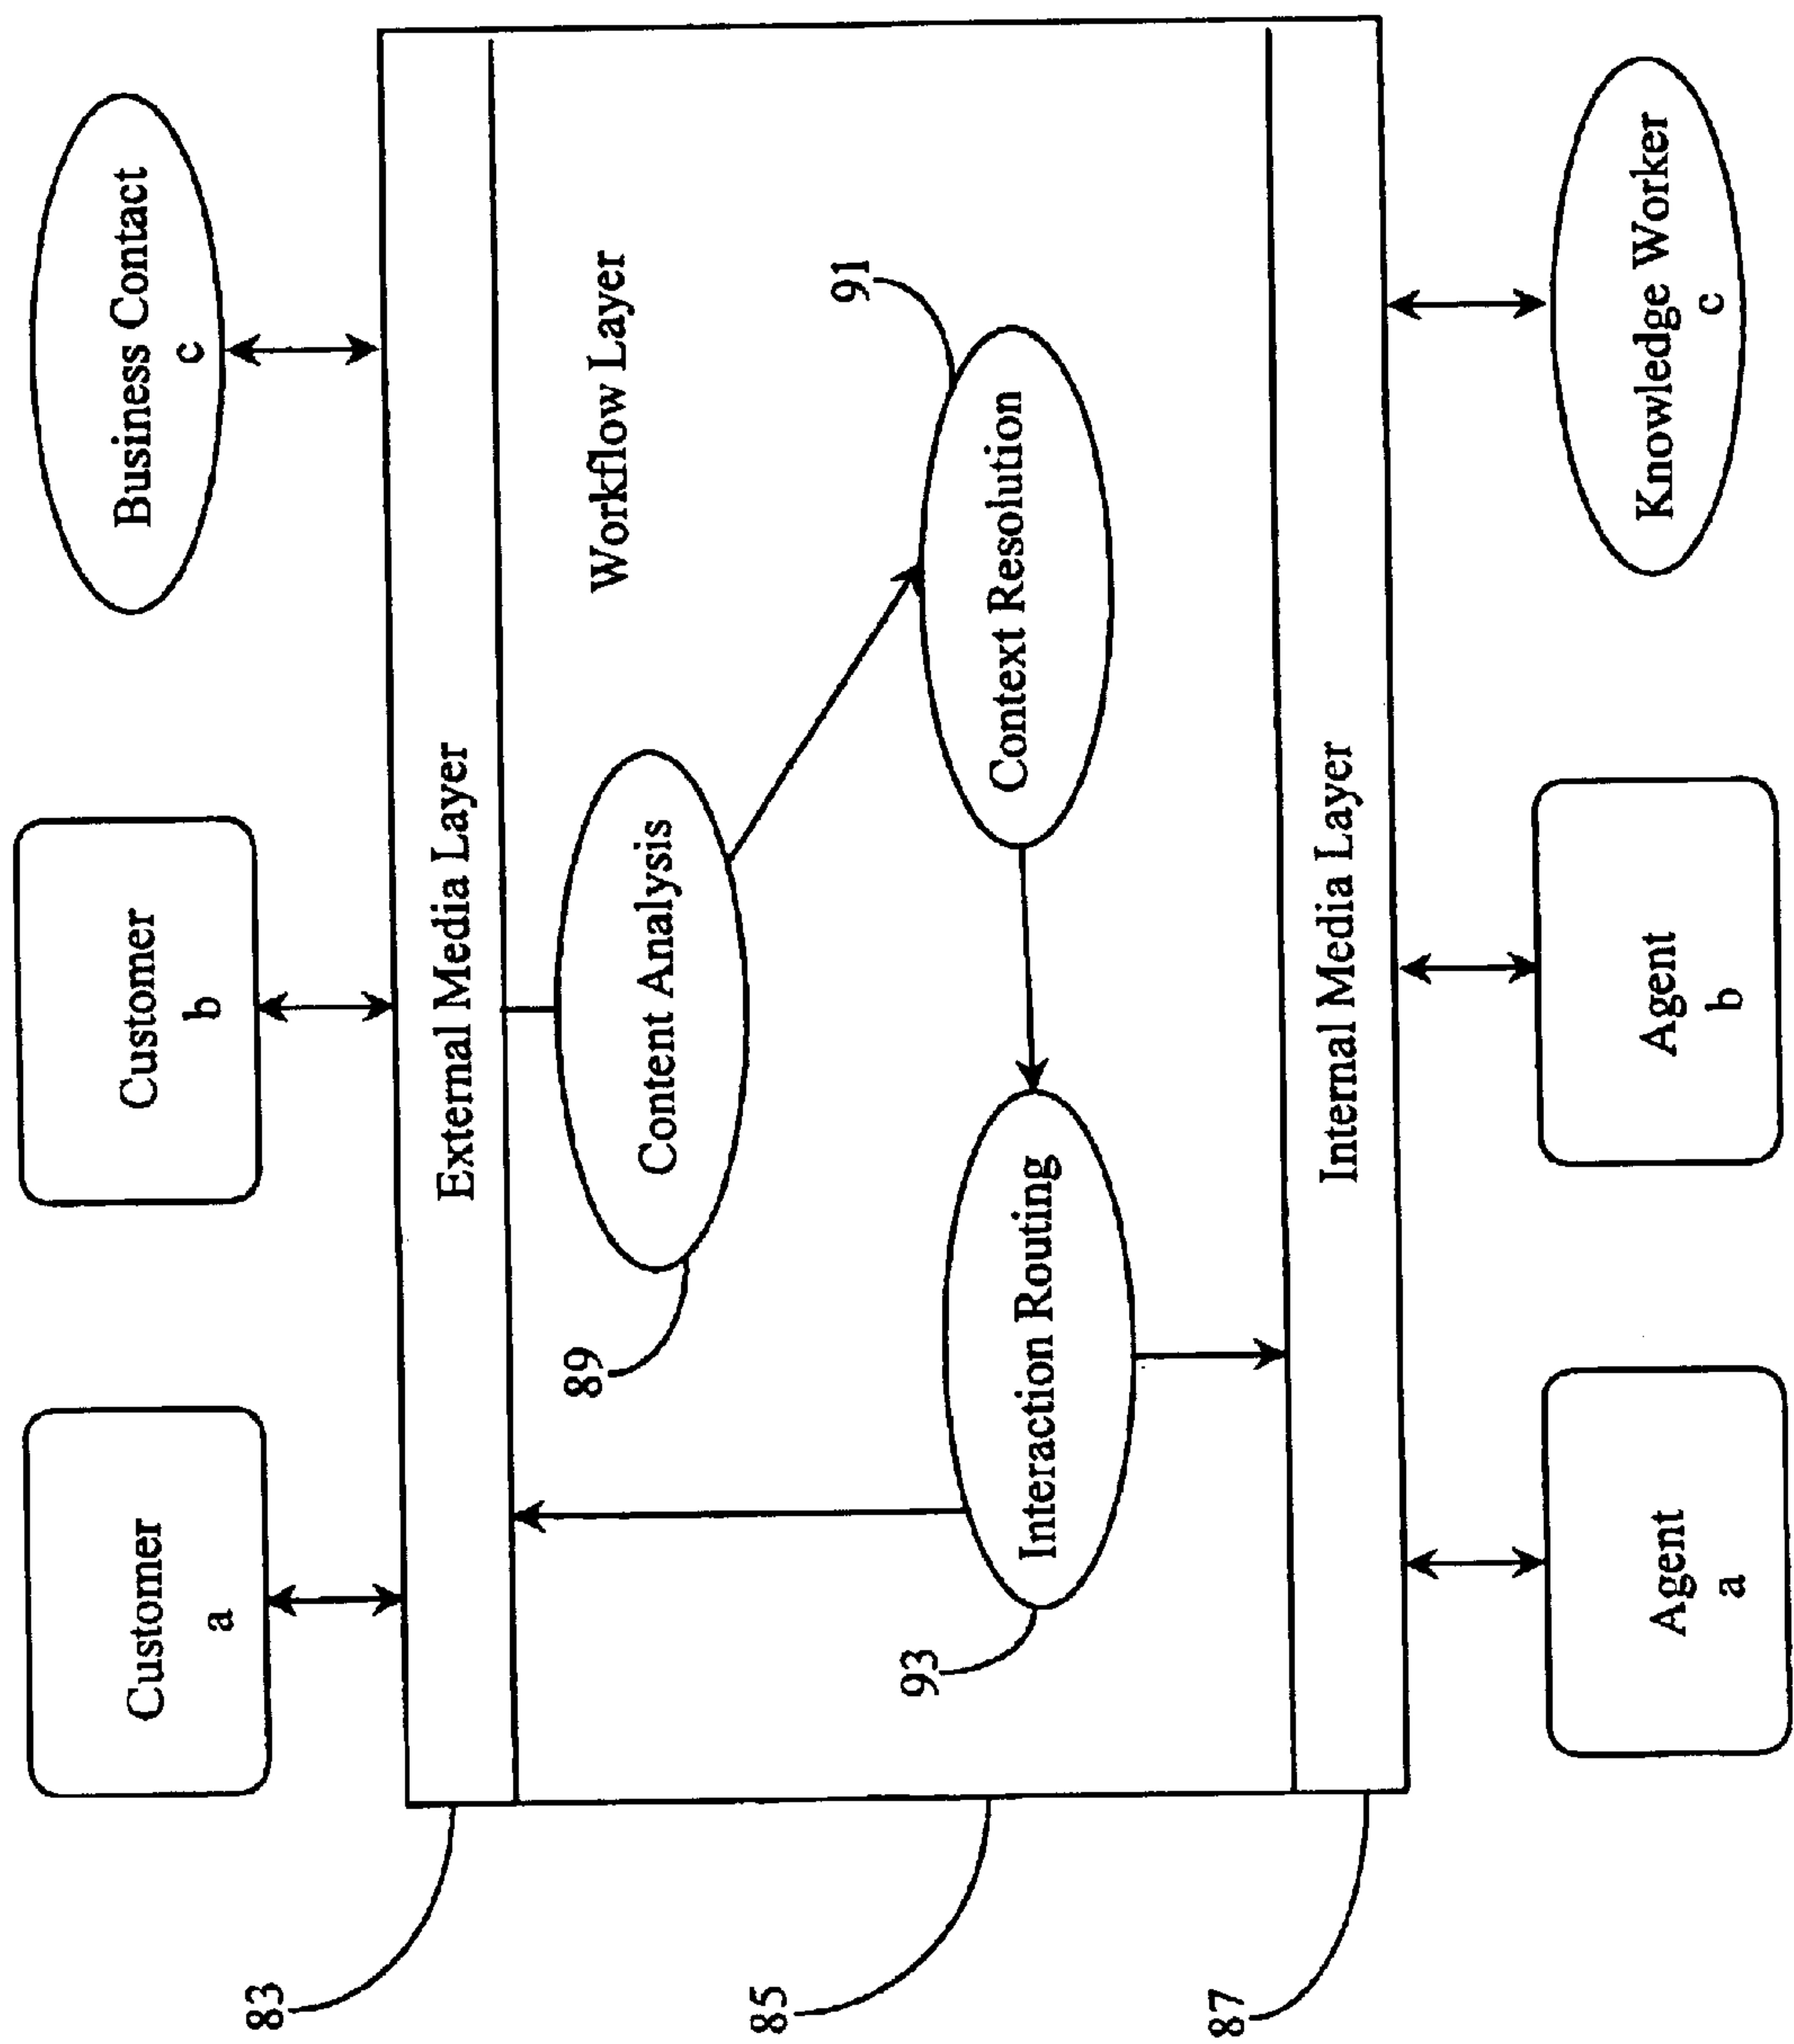 Customer
a
Customer
b
Business Contact
c
83
External Media Layer
85
Workflow Layer
89
Content Analysis
91
Context Resolution
93
Interaction Routing
87
Internal Media Layer
Agent
a
Agent
b
Knowledge Worker
c